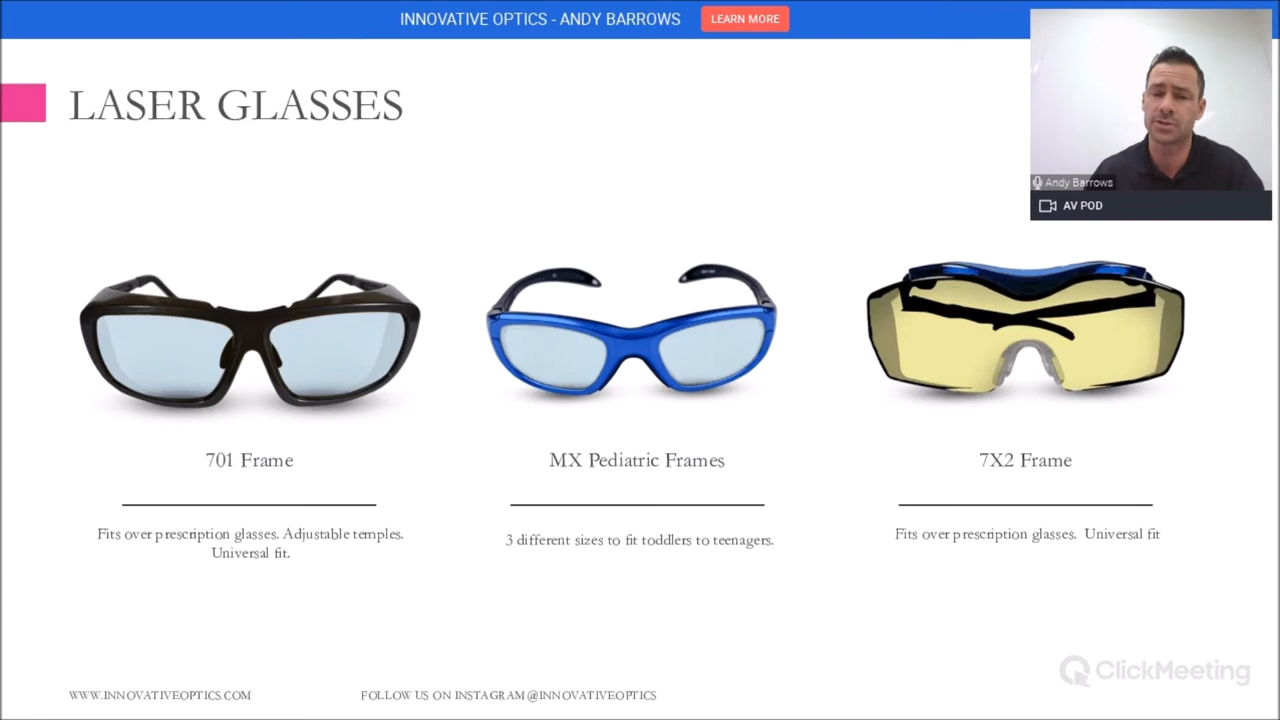 INNOVATIVE OPTICS - ANDY BARROWS
LEARN MORE
LASER GLASSES
Andy Barrows
AV POD
701 Frame
Fits over prescription glasses. Adjustable temples.
Universal fit.
MX Pediatric Frames
3 different sizes to fit toddlers to teenagers.
7X2 Frame
Fits over prescription glasses. Universal fit
ClickMeeting
WWW.INNOVATIVEOPTICS.COM
FOLLOW US ON INSTAGRAM @INNOVATIVEOPTICS